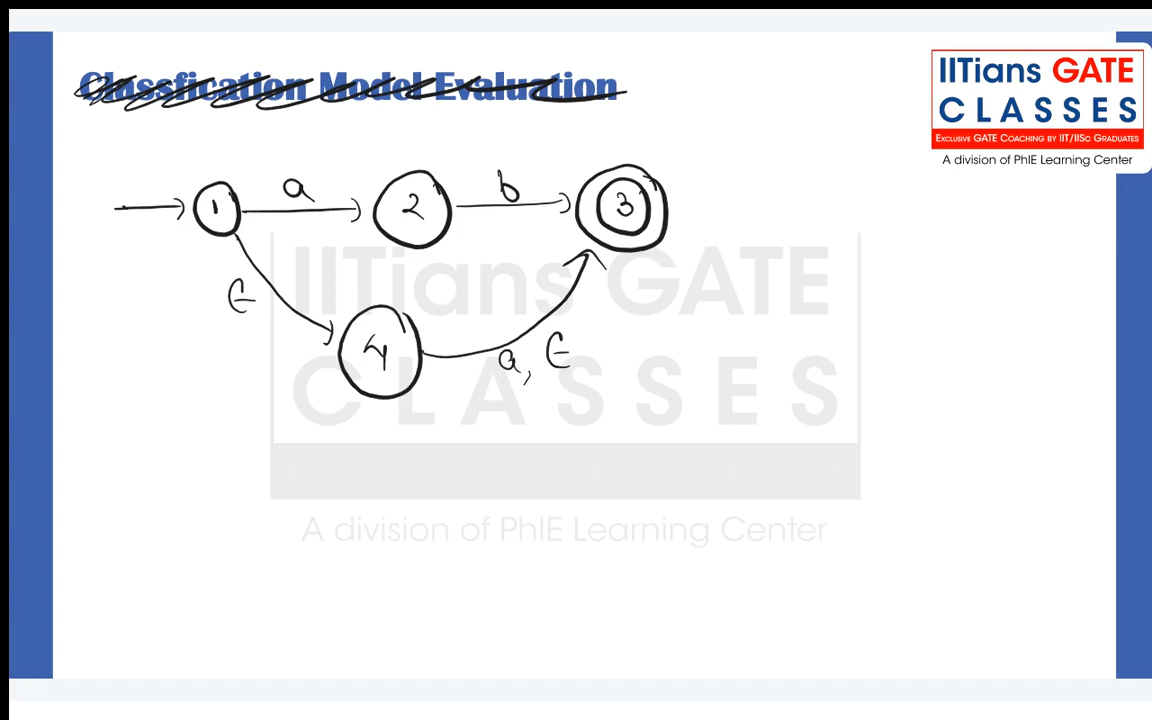 Classfication Model Evaluation
IITians GATE
CLASSES
EXCLUSIVE GATE COACHING BY IIT/IISc GRADUATES
A division of PhIE Learning Center
1 a 2 b 3
ϵ
4
a, ϵ
IITians GATE
CLASSES
A division of PhIE Learning Center